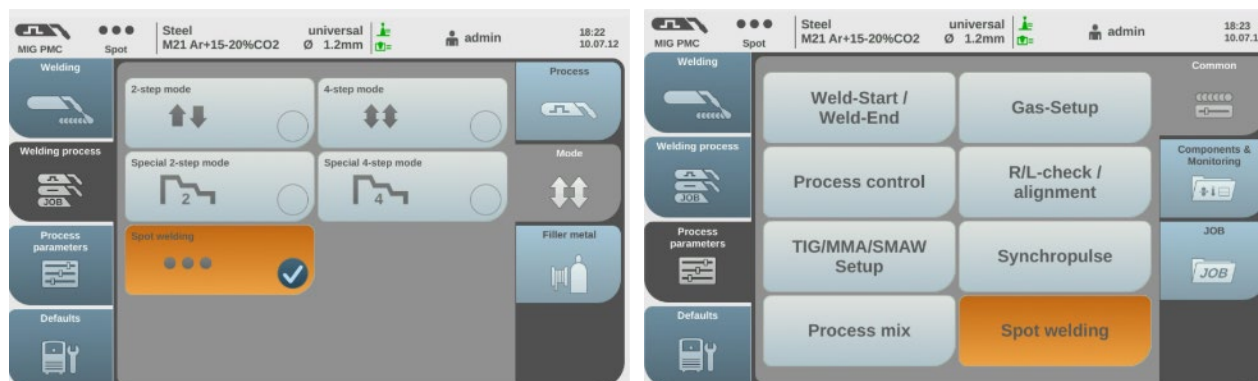 MIG PMC
Spot
Steel
M21 Ar+15-20%CO2
universal
Ø 1.2mm
admin
18:22
10.07.12
Welding
Welding process
JOB
Process
parameters
Defaults
2-step mode
4-step mode
Special 2-step mode
2
Special 4-step mode
4
Spot welding
Process
Mode
Filler metal
MIG PMC
Spot
Steel
M21 Ar+15-20%CO2
universal
Ø 1.2mm
admin
18:23
10.07.1
Welding
Welding process
JOB
Process
parameters
Defaults
Weld-Start /
Weld-End
Gas-Setup
Process control
R/L-check /
alignment
TIG/MMA/SMAW
Setup
Synchropulse
Process mix
Spot welding
Common
Components &
Monitoring
JOB
JOB